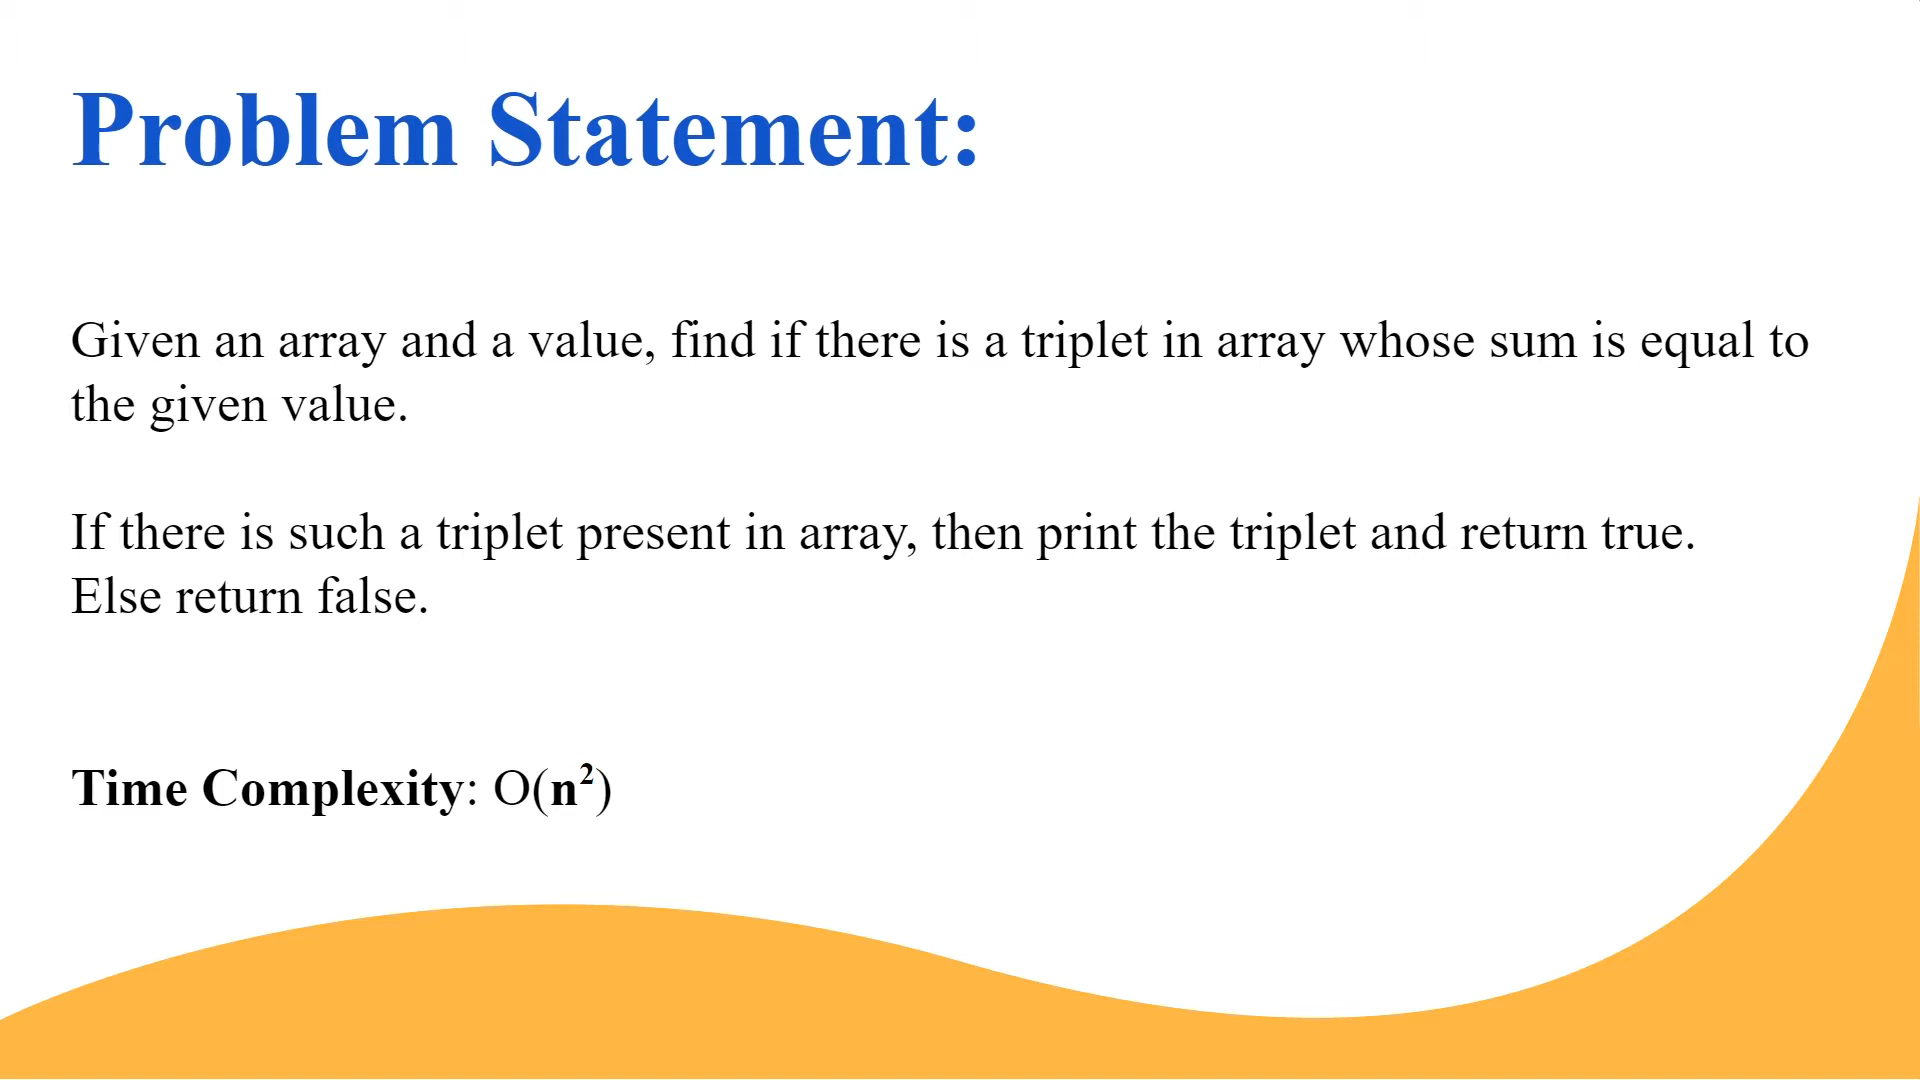 Problem Statement:
Given an array and a value, find if there is a triplet in array whose sum is equal to
the given value.
If there is such a triplet present in array, then print the triplet and return true.
Else return false.
Time Complexity: O(n²)